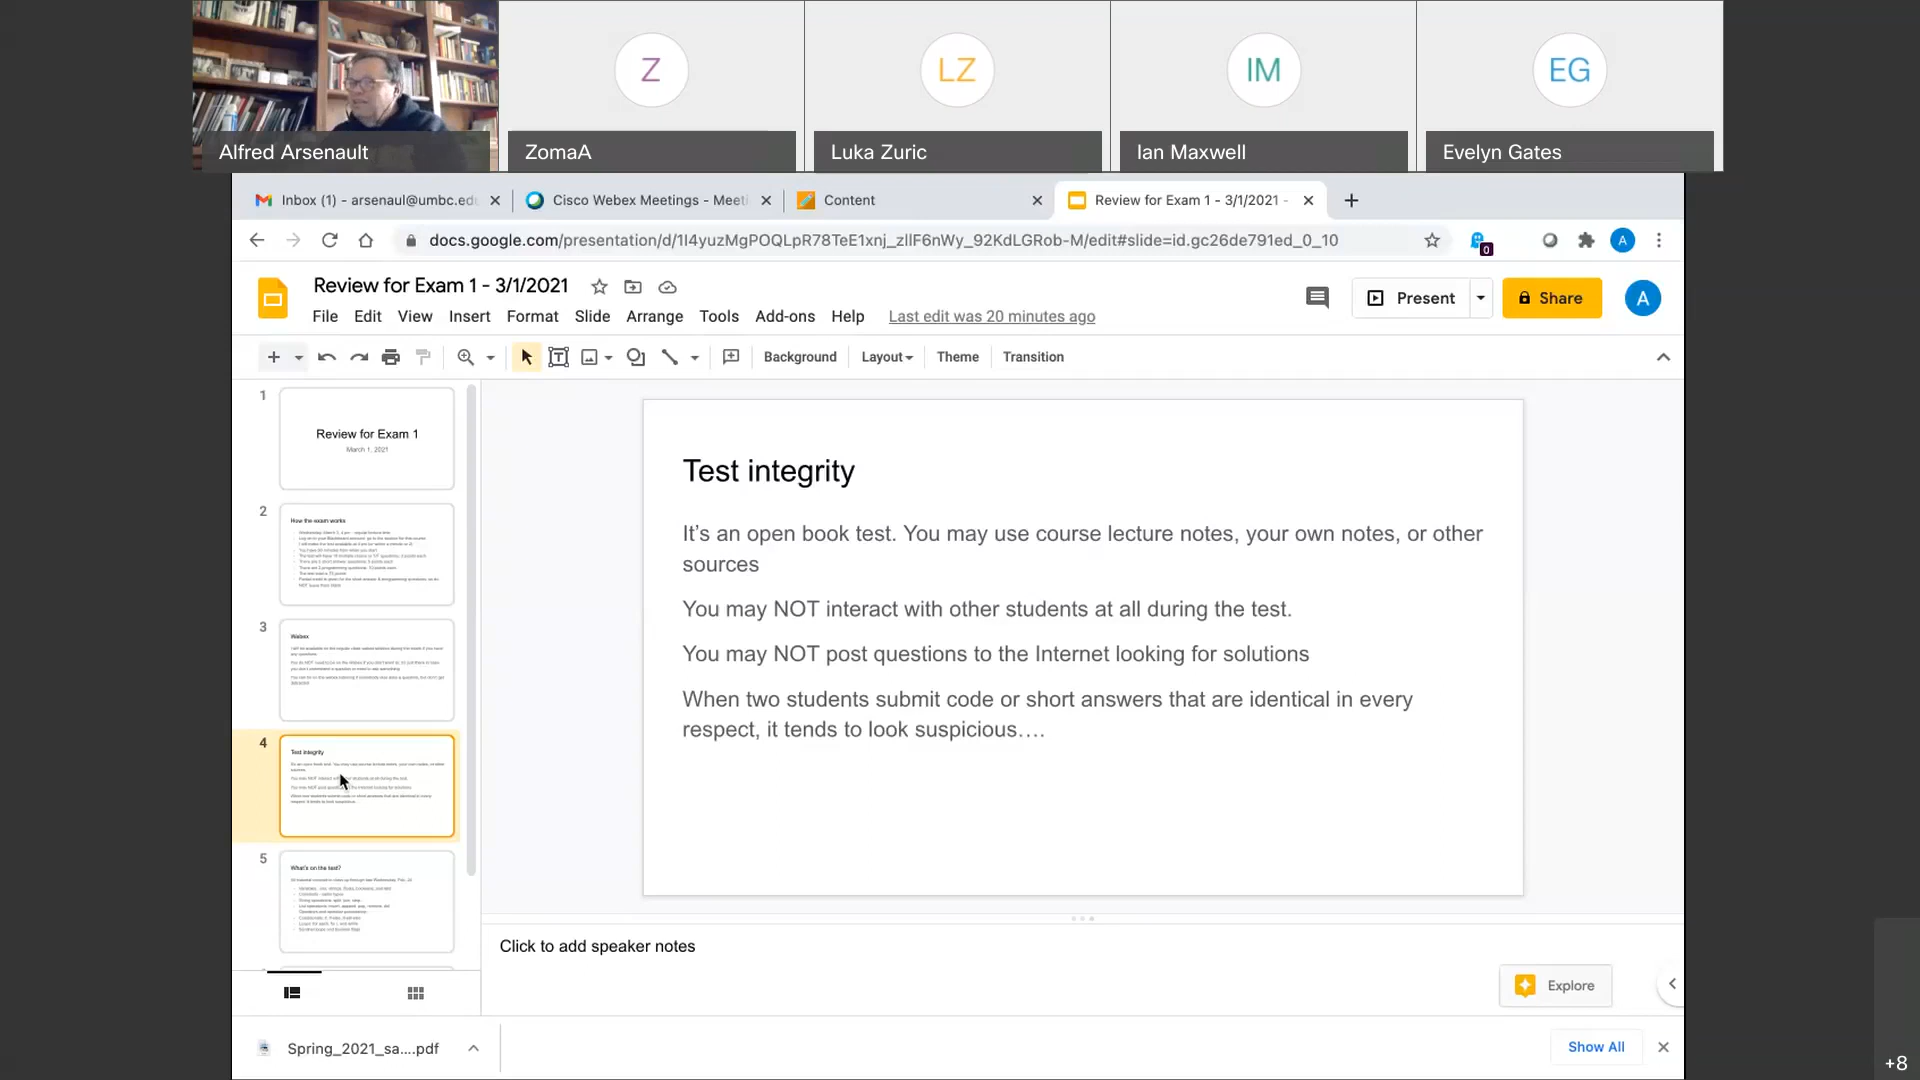 Z
LZ
IM
EG
Alfred Arsenault
ZomaA
Luka Zuric
Ian Maxwell
Evelyn Gates
Inbox (1) - arsenaul@umbc.edu
Cisco Webex Meetings - Meeti
Content
Review for Exam 1 - 3/1/2021 -
docs.google.com/presentation/d/1I4yuzMgPOQLpR78TeE1xnj_zlIF6nWy_92KdLGRob-M/edit#slide=id.gc26de791ed_0_10
0
A
Review for Exam 1 - 3/1/2021
Present
Share
A
File Edit View Insert Format Slide Arrange Tools Add-ons Help Last edit was 20 minutes ago
Background Layout Theme Transition
1
Review for Exam 1
March 1, 2021
2
How the exam works
3
Webex
4
Test integrity
5
What's on the test?
Test integrity
It's an open book test. You may use course lecture notes, your own notes, or other
sources
You may NOT interact with other students at all during the test.
You may NOT post questions to the Internet looking for solutions
When two students submit code or short answers that are identical in every
respect, it tends to look suspicious....
Click to add speaker notes
Explore
Spring_2021_sa....pdf
Show All
+8